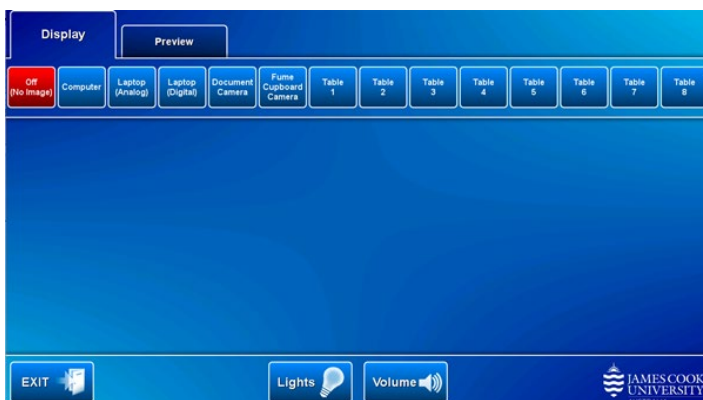 Display
Preview
Off
(No Image)
Computer
Laptop
(Analog)
Laptop
(Digital)
Document
Camera
Fume
Cupboard
Camera
Table
1
Table
2
Table
3
Table
4
Table
5
Table
6
Table
7
Table
8
EXIT
Lights
Volume
JAMES COOK
UNIVERSITY